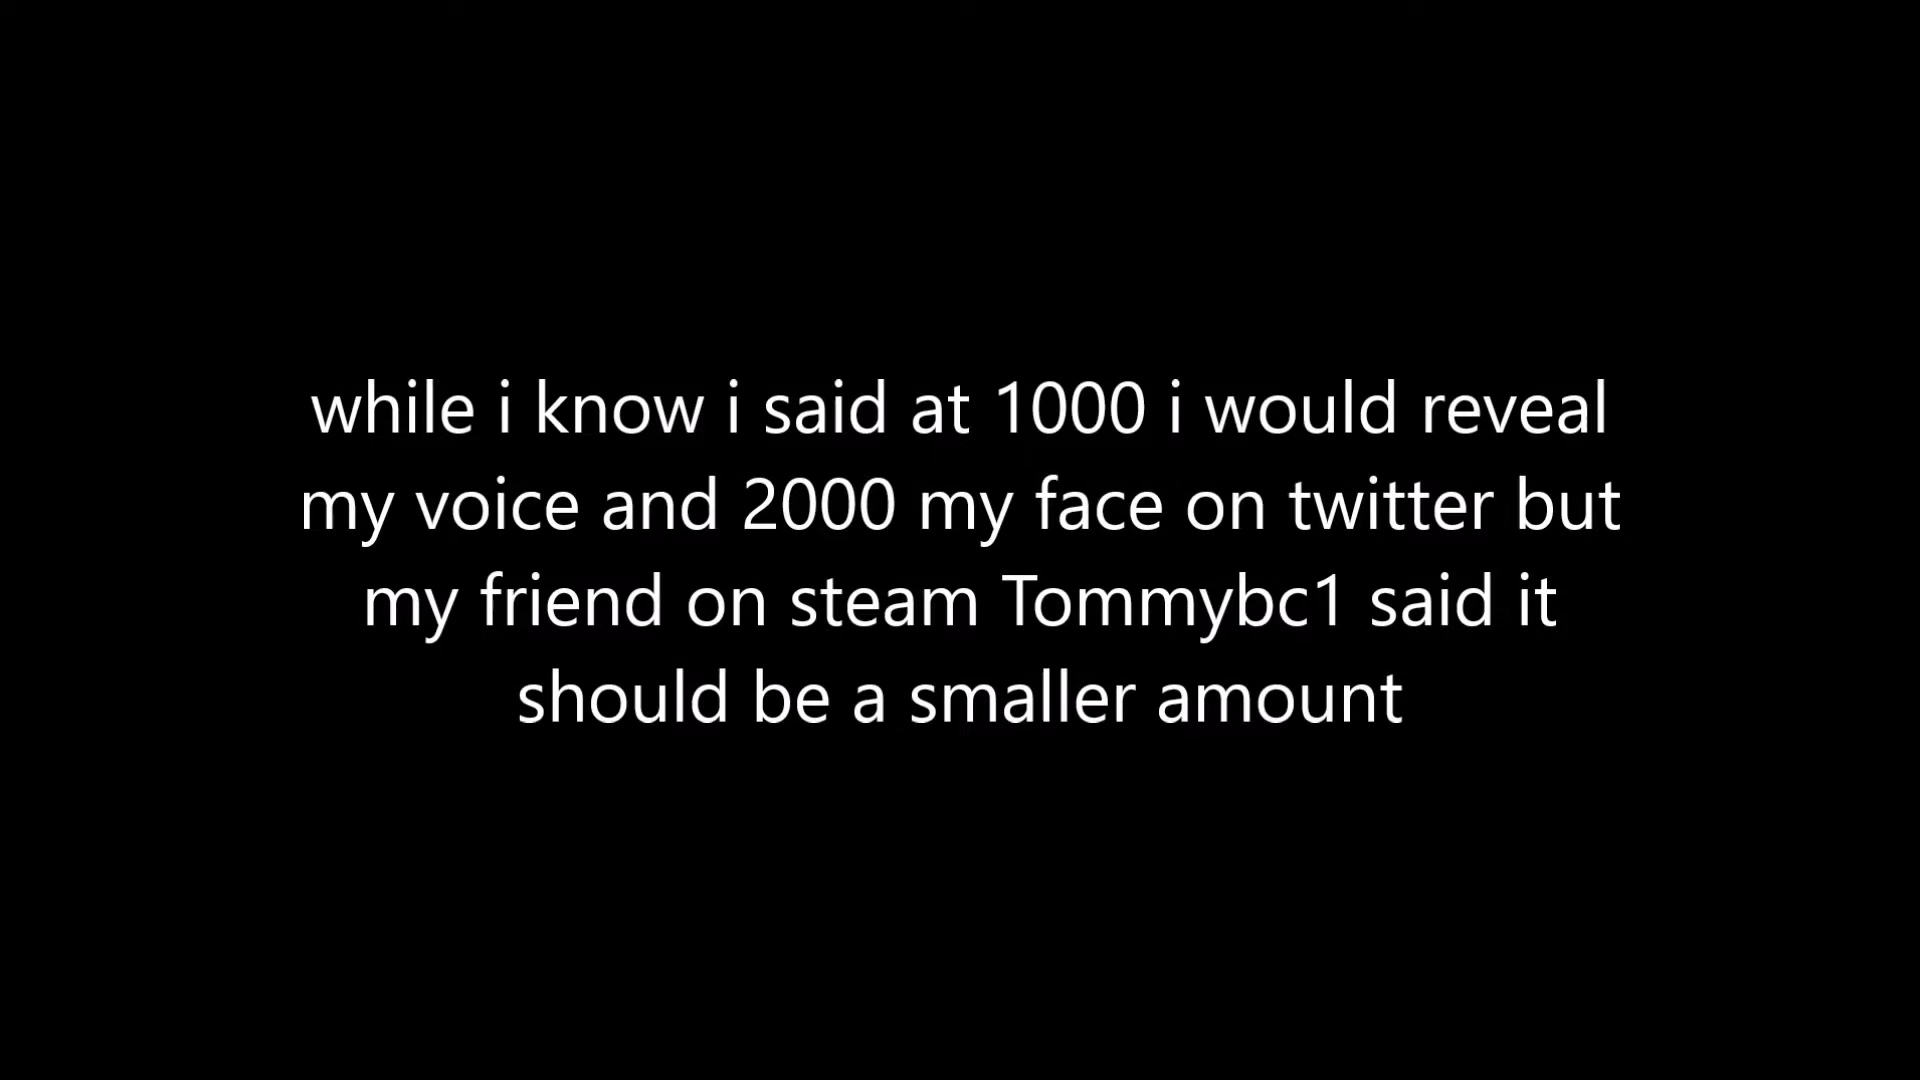 while i know i said at 1000 i would reveal
my voice and 2000 my face on twitter but
my friend on steam Tommybc1 said it
should be a smaller amount